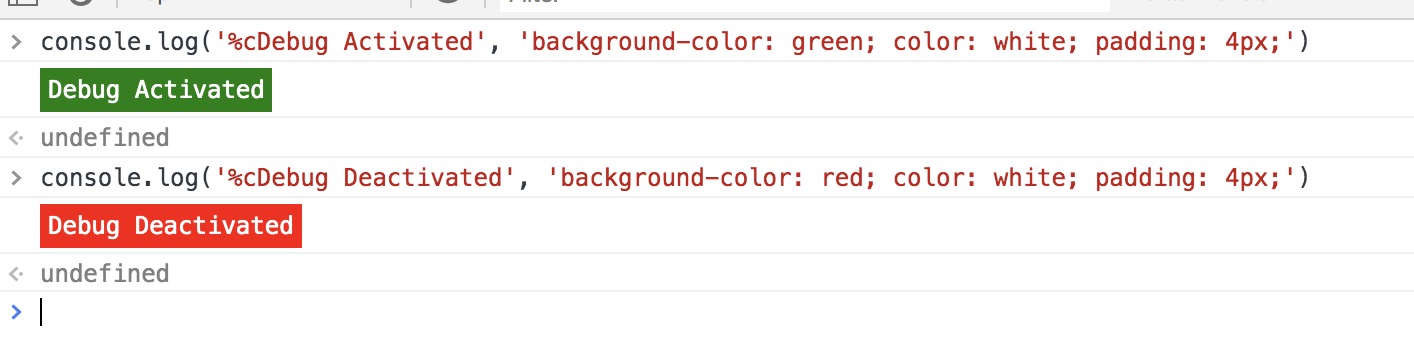 > console.log('%cDebug Activated', 'background-color: green; color: white; padding: 4px;')
Debug Activated
undefined
> console.log('%cDebug Deactivated', 'background-color: red; color: white; padding: 4px;')
Debug Deactivated
undefined
>